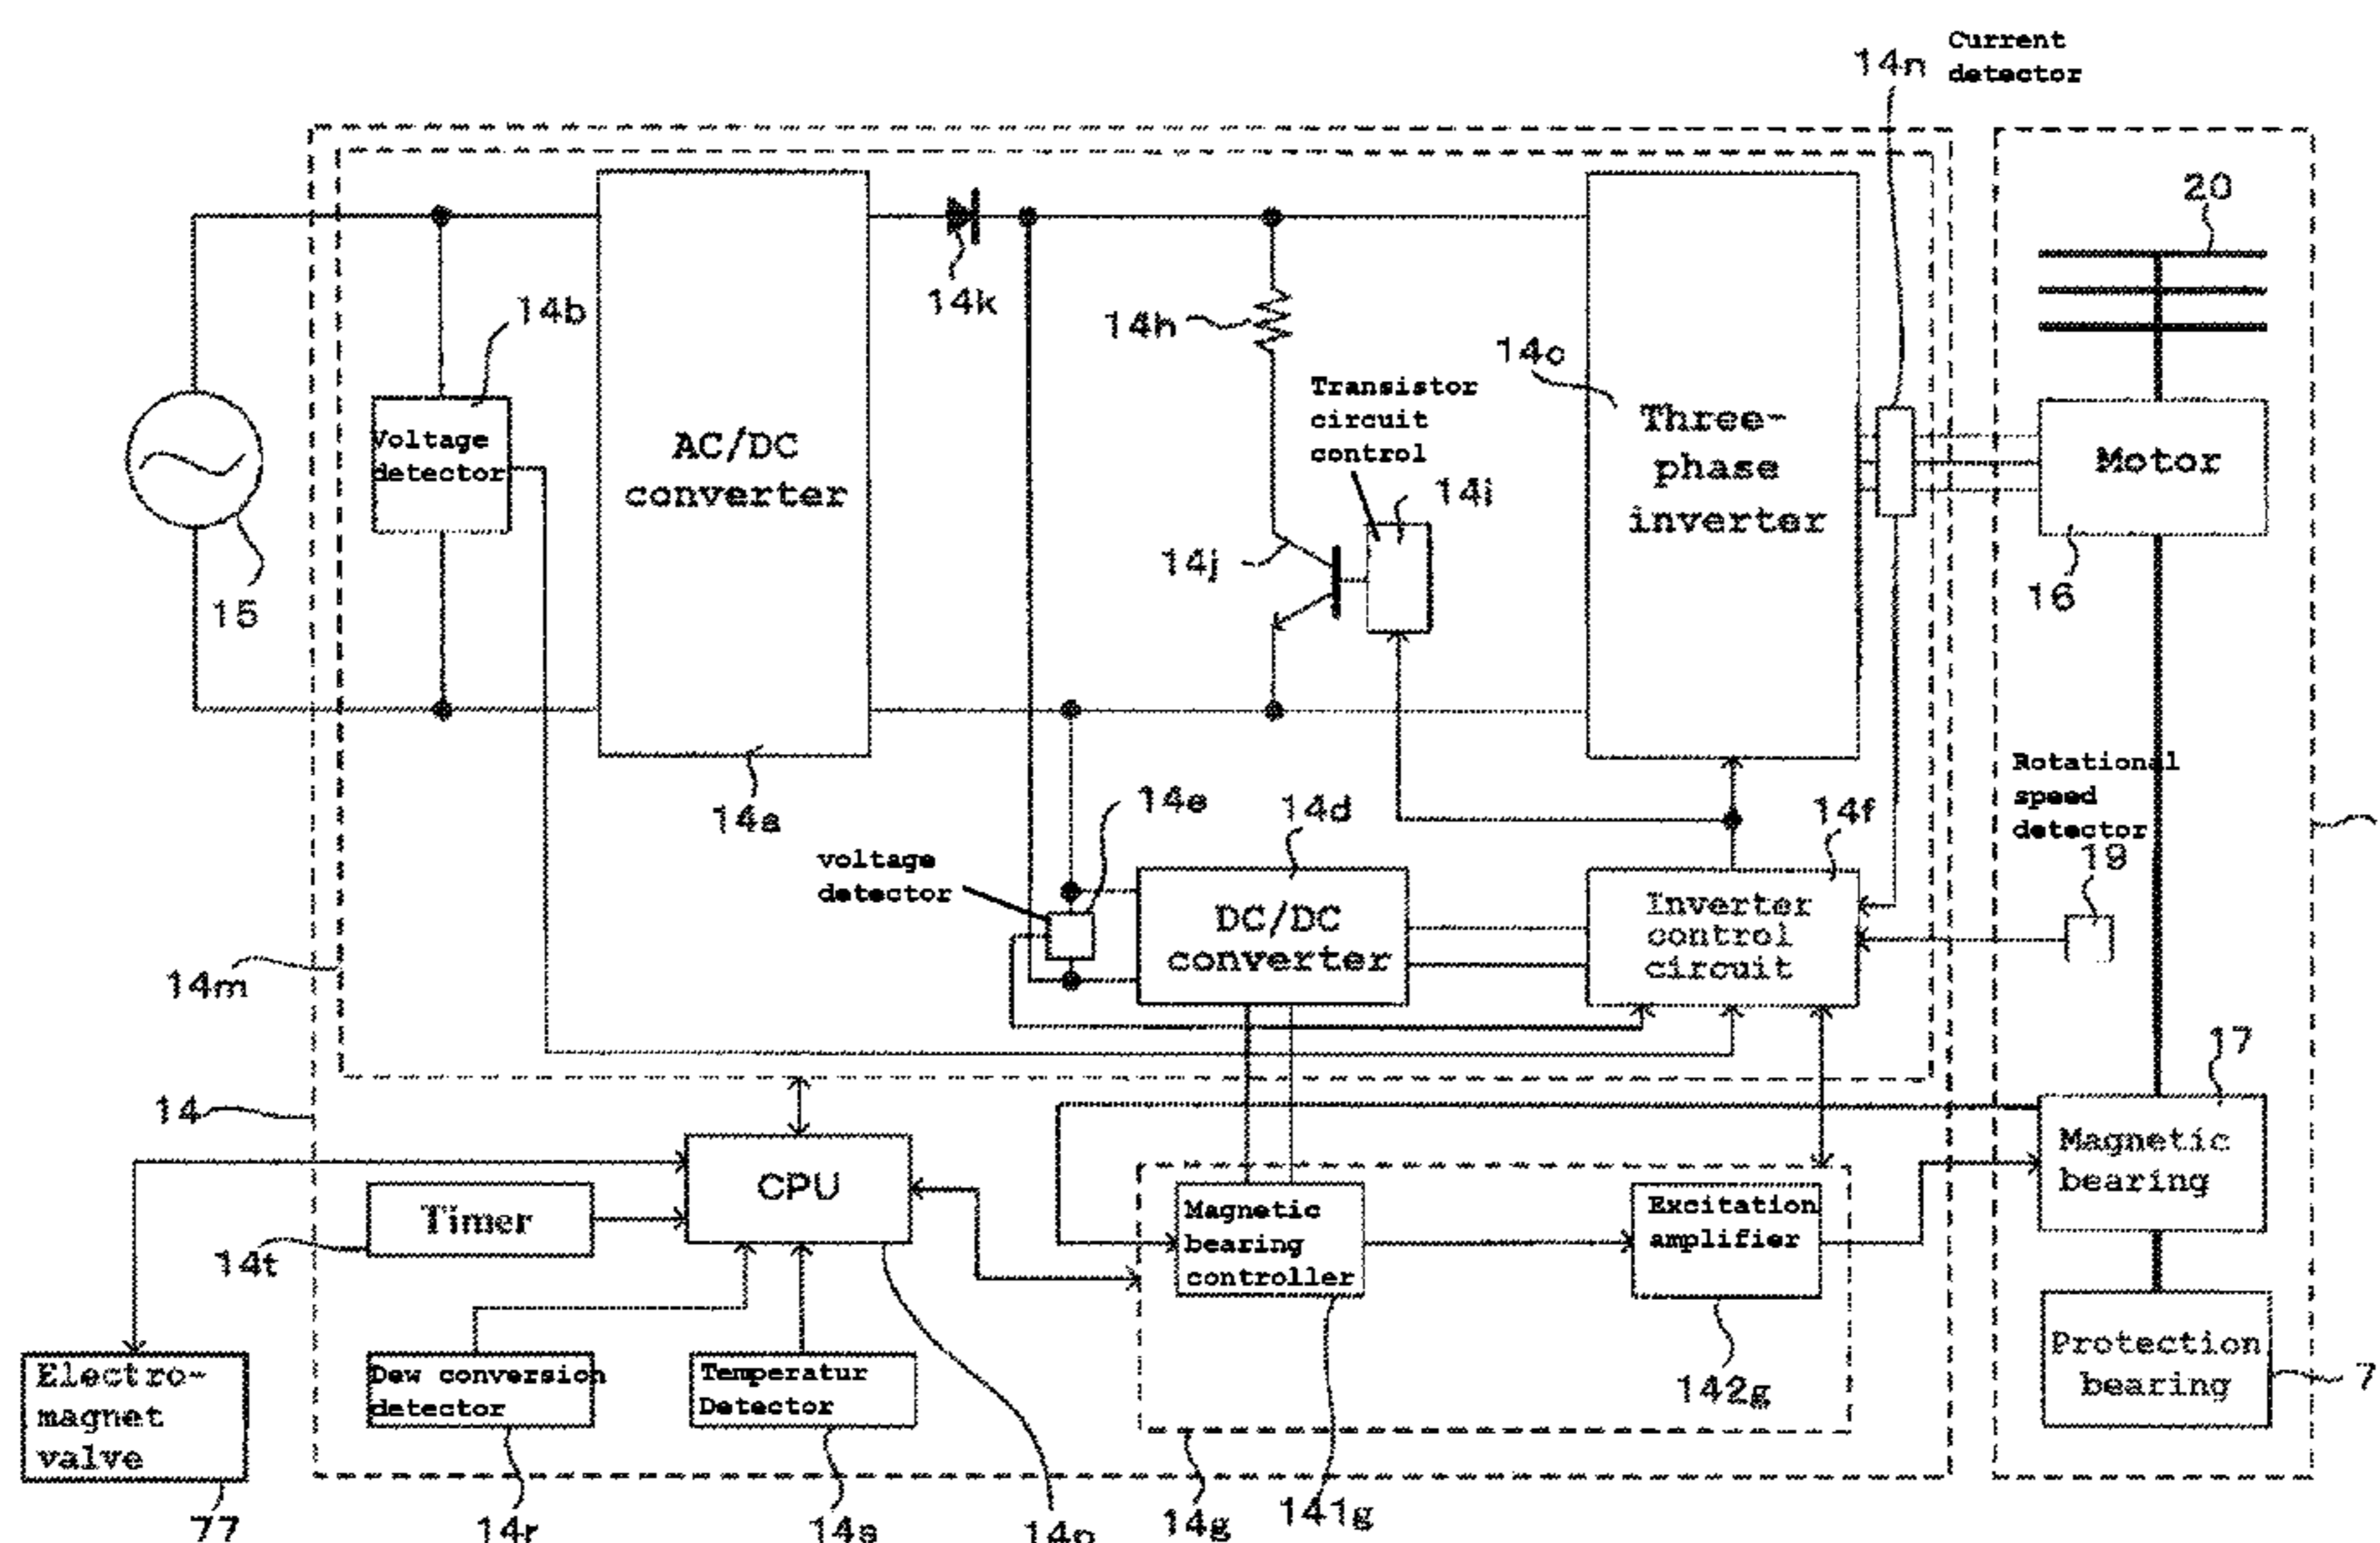 Current
14n detector
20
14b
14k
14h
14c
Transistor
circuit
control
Three-
phase
inverter
Voltage
detector
AC/DC
converter
14i
Motor
14j
15
16
Rotational
speed
detector
14a
14e
14d
14f
voltage
detector
19
DC/DC
converter
Inverter
control
circuit
14m
17
14
Magnetic
bearing
CPU
Timer
Magnetic
bearing
controller
Excitation
amplifier
14t
Protection
bearing
7
Electro-
magnet
valve
Dew conversion
detector
Temperatur
Detector
142g
77
14r
14s
14g
141g